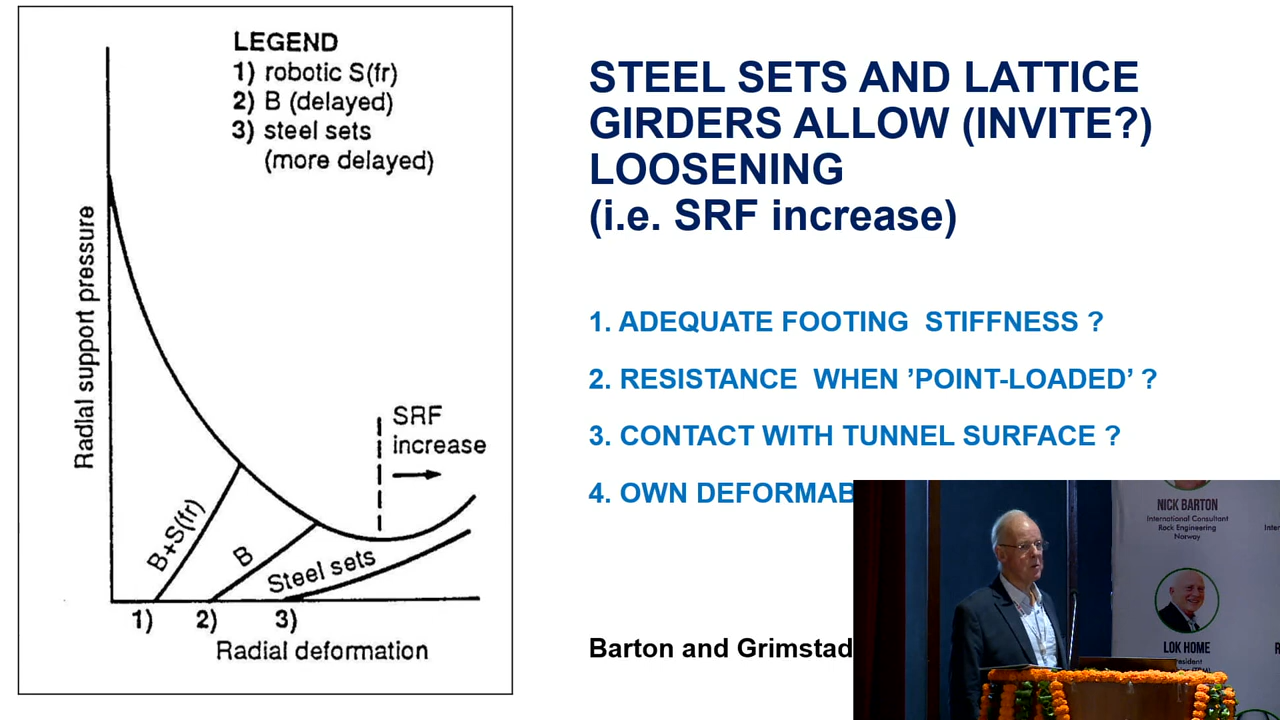 LEGEND
1) robotic S(fr)
2) B (delayed)
3) steel sets
(more delayed)
Radial support pressure
SRF
increase
B+S(fr)
B
Steel sets
1) 2) 3)
Radial deformation
STEEL SETS AND LATTICE
GIRDERS ALLOW (INVITE?)
LOOSENING
(i.e. SRF increase)
1. ADEQUATE FOOTING STIFFNESS ?
2. RESISTANCE WHEN ’POINT-LOADED’ ?
3. CONTACT WITH TUNNEL SURFACE ?
4. OWN DEFORMAB
Barton and Grimstad
NICK BARTON
International Consultant
Rock Engineering
Norway
LOK HOME